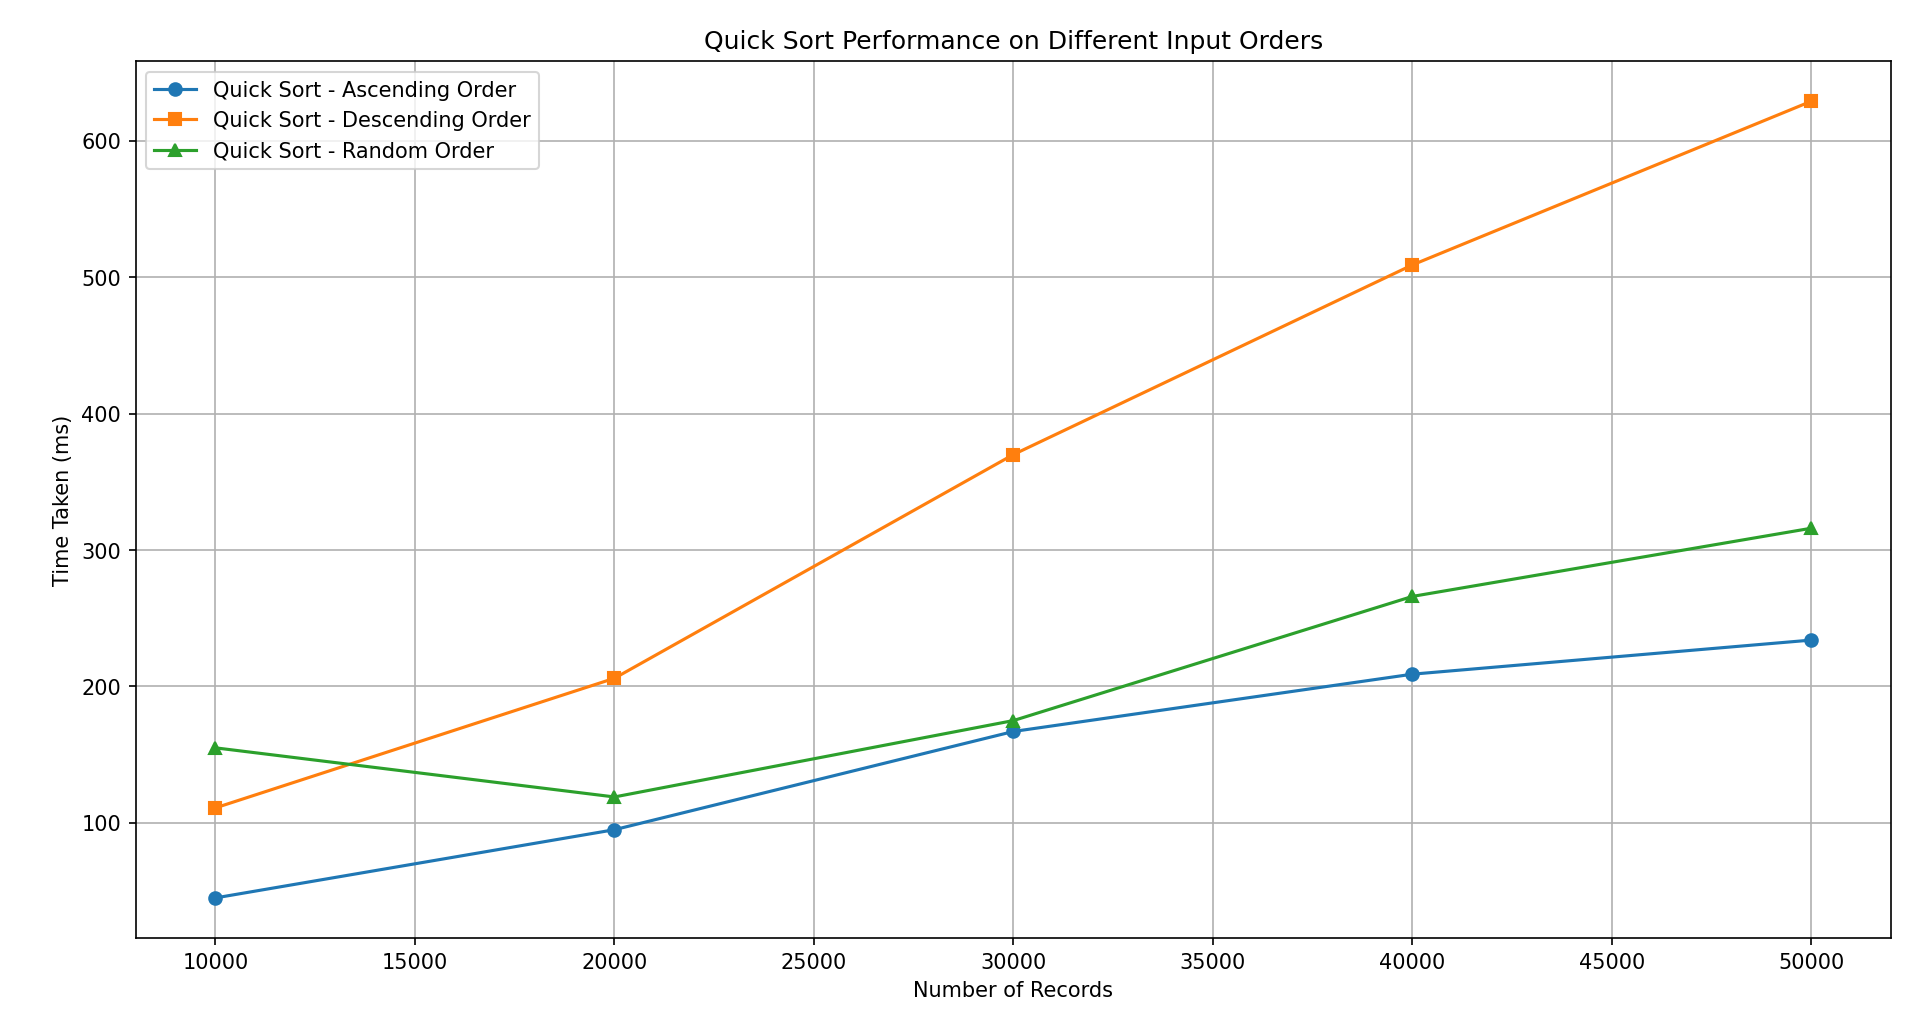 Quick Sort Performance on Different Input Orders
Quick Sort - Ascending Order
Quick Sort - Descending Order
Quick Sort - Random Order
Time Taken (ms)
600
500
400
300
200
100
10000 15000 20000 25000 30000 35000 40000 45000 50000
Number of Records